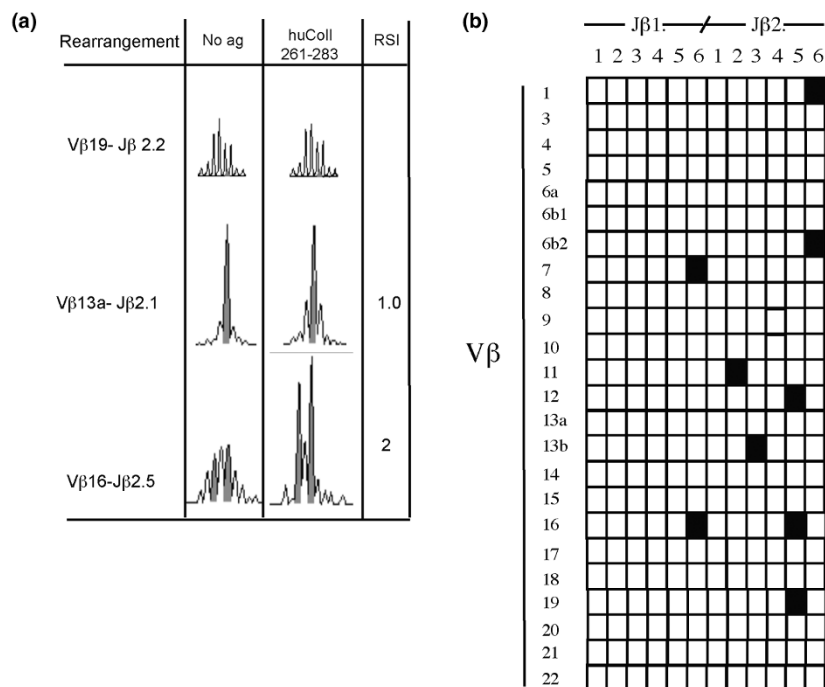 (a)
Rearrangement No ag huColl 261-283 RSI
Vβ19- Jβ 2.2
Vβ13a- Jβ2.1 1.0
Vβ16-Jβ2.5 2
(b)
Jβ1. Jβ2.
1 2 3 4 5 6 1 2 3 4 5 6
Vβ
1
3
4
5
6a
6b1
6b2
7
8
9
10
11
12
13a
13b
14
15
16
17
18
19
20
21
22